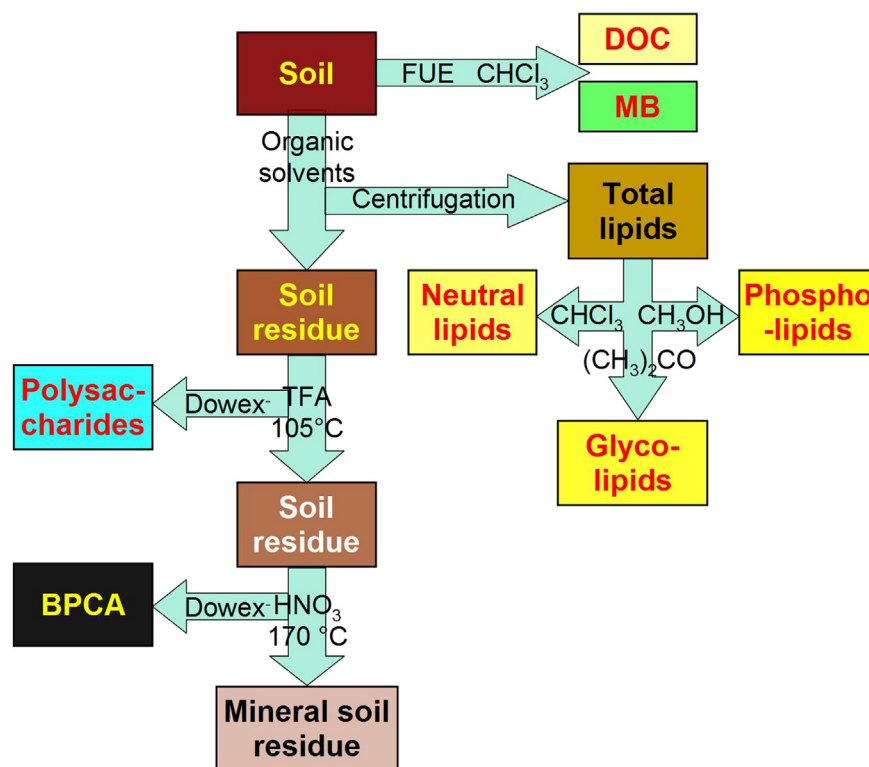 Soil
FUE CHCl₃
DOC
MB
Organic
solvents
Centrifugation
Total
lipids
Soil
residue
Neutral
lipids
CHCl₃
CH₃OH
Phospho
-lipids
(CH₃)₂CO
Glyco-
lipids
Polysac-
charides
Dowex⁻
TFA
105°C
Soil
residue
BPCA
Dowex⁻
HNO₃
170 °C
Mineral soil
residue